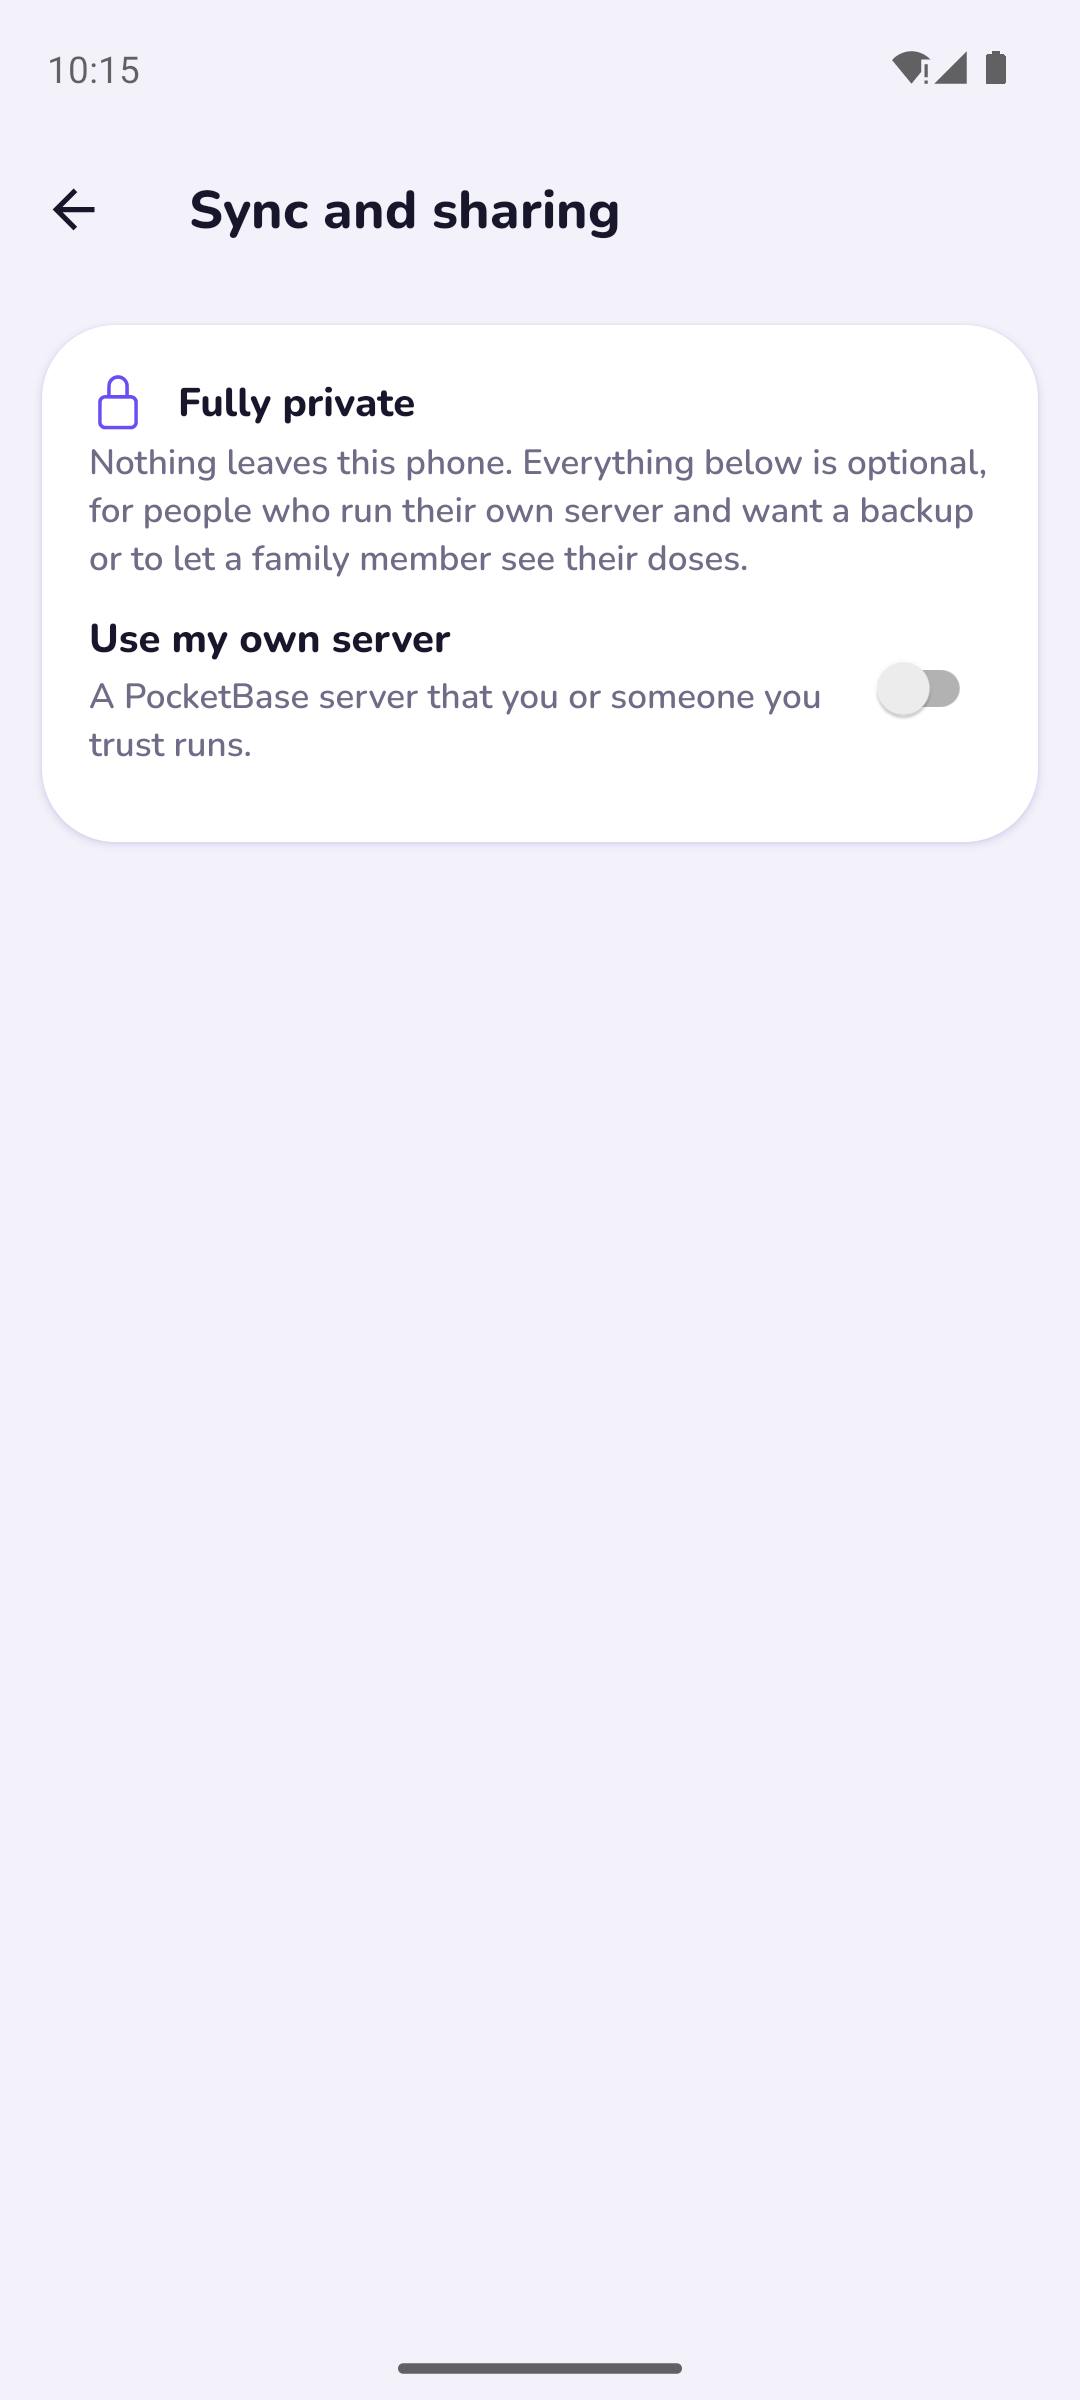 10:15
Sync and sharing
Fully private
Nothing leaves this phone. Everything below is optional,
for people who run their own server and want a backup
or to let a family member see their doses.
Use my own server
A PocketBase server that you or someone you
trust runs.